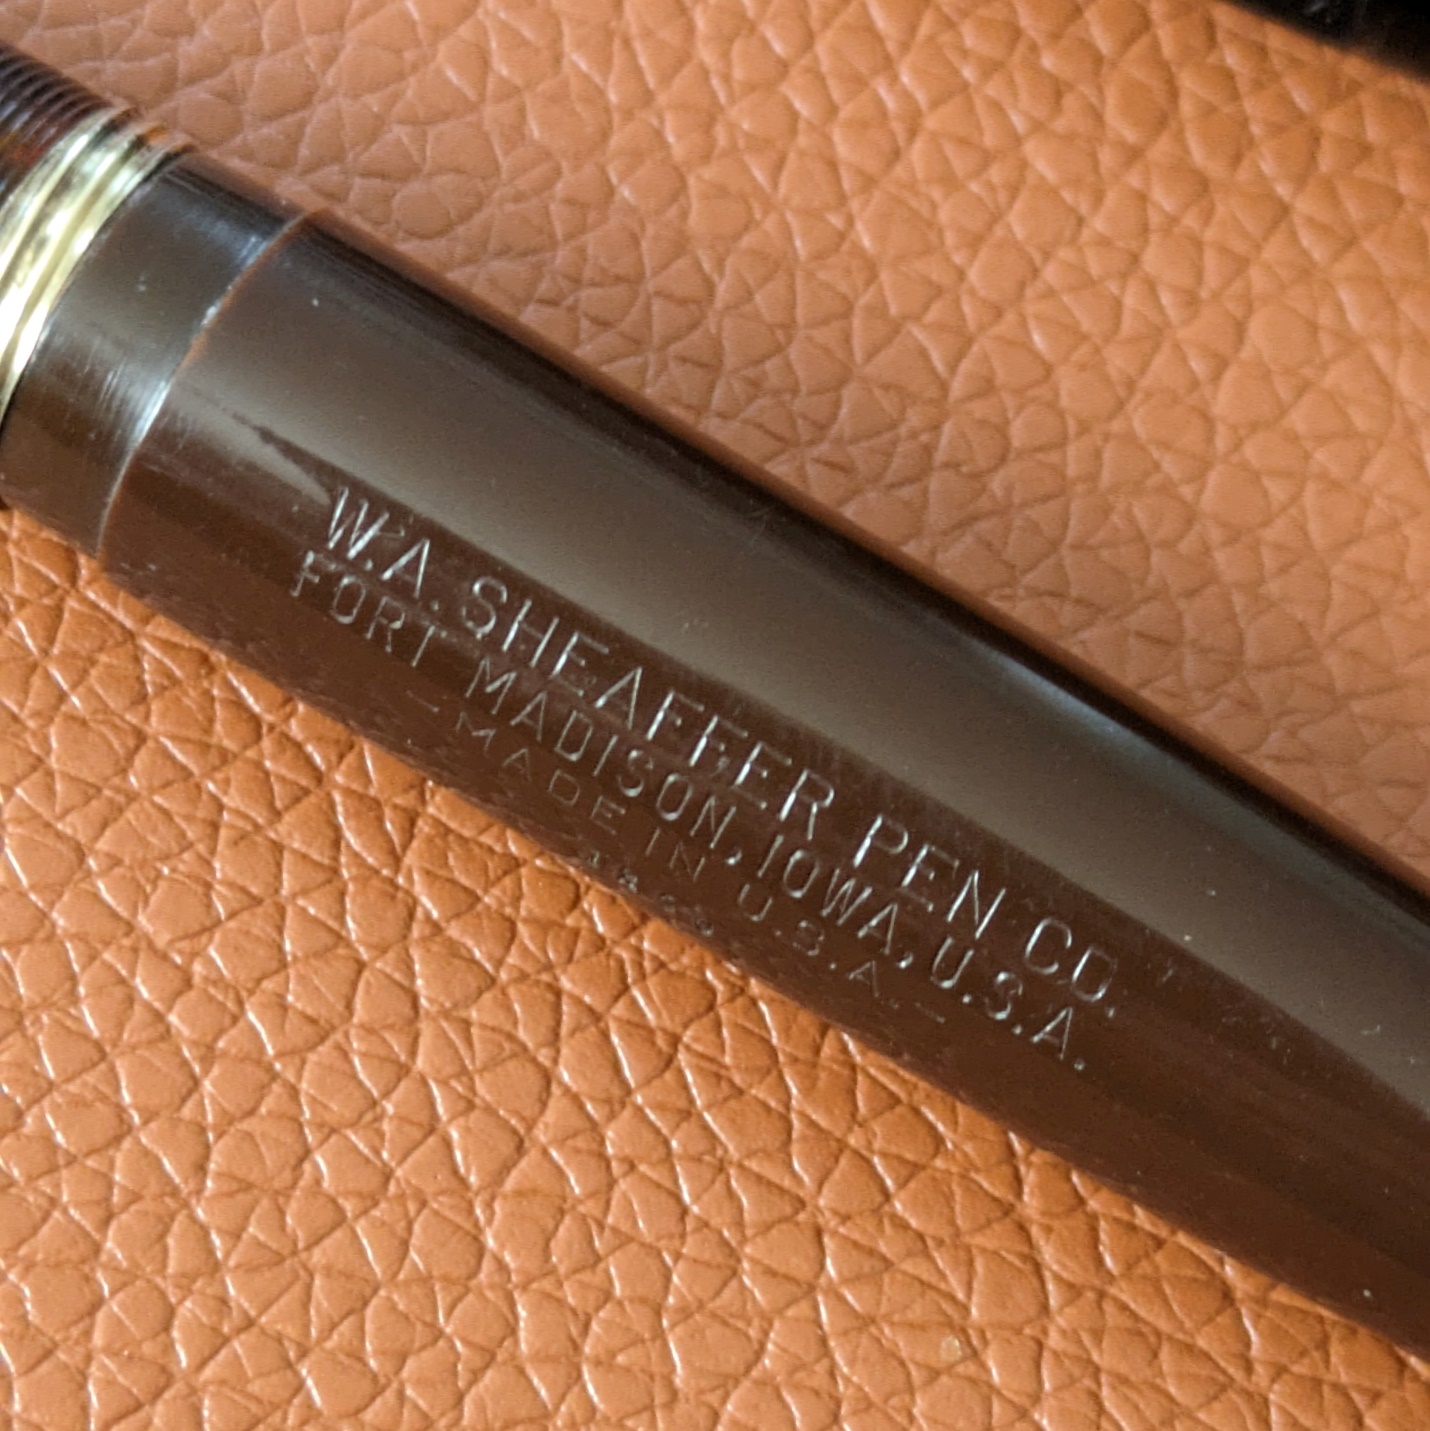 W.A. SHEAFFER PEN CO.
FORT MADISON, IOWA, U.S.A.
—MADE IN U.S.A.—